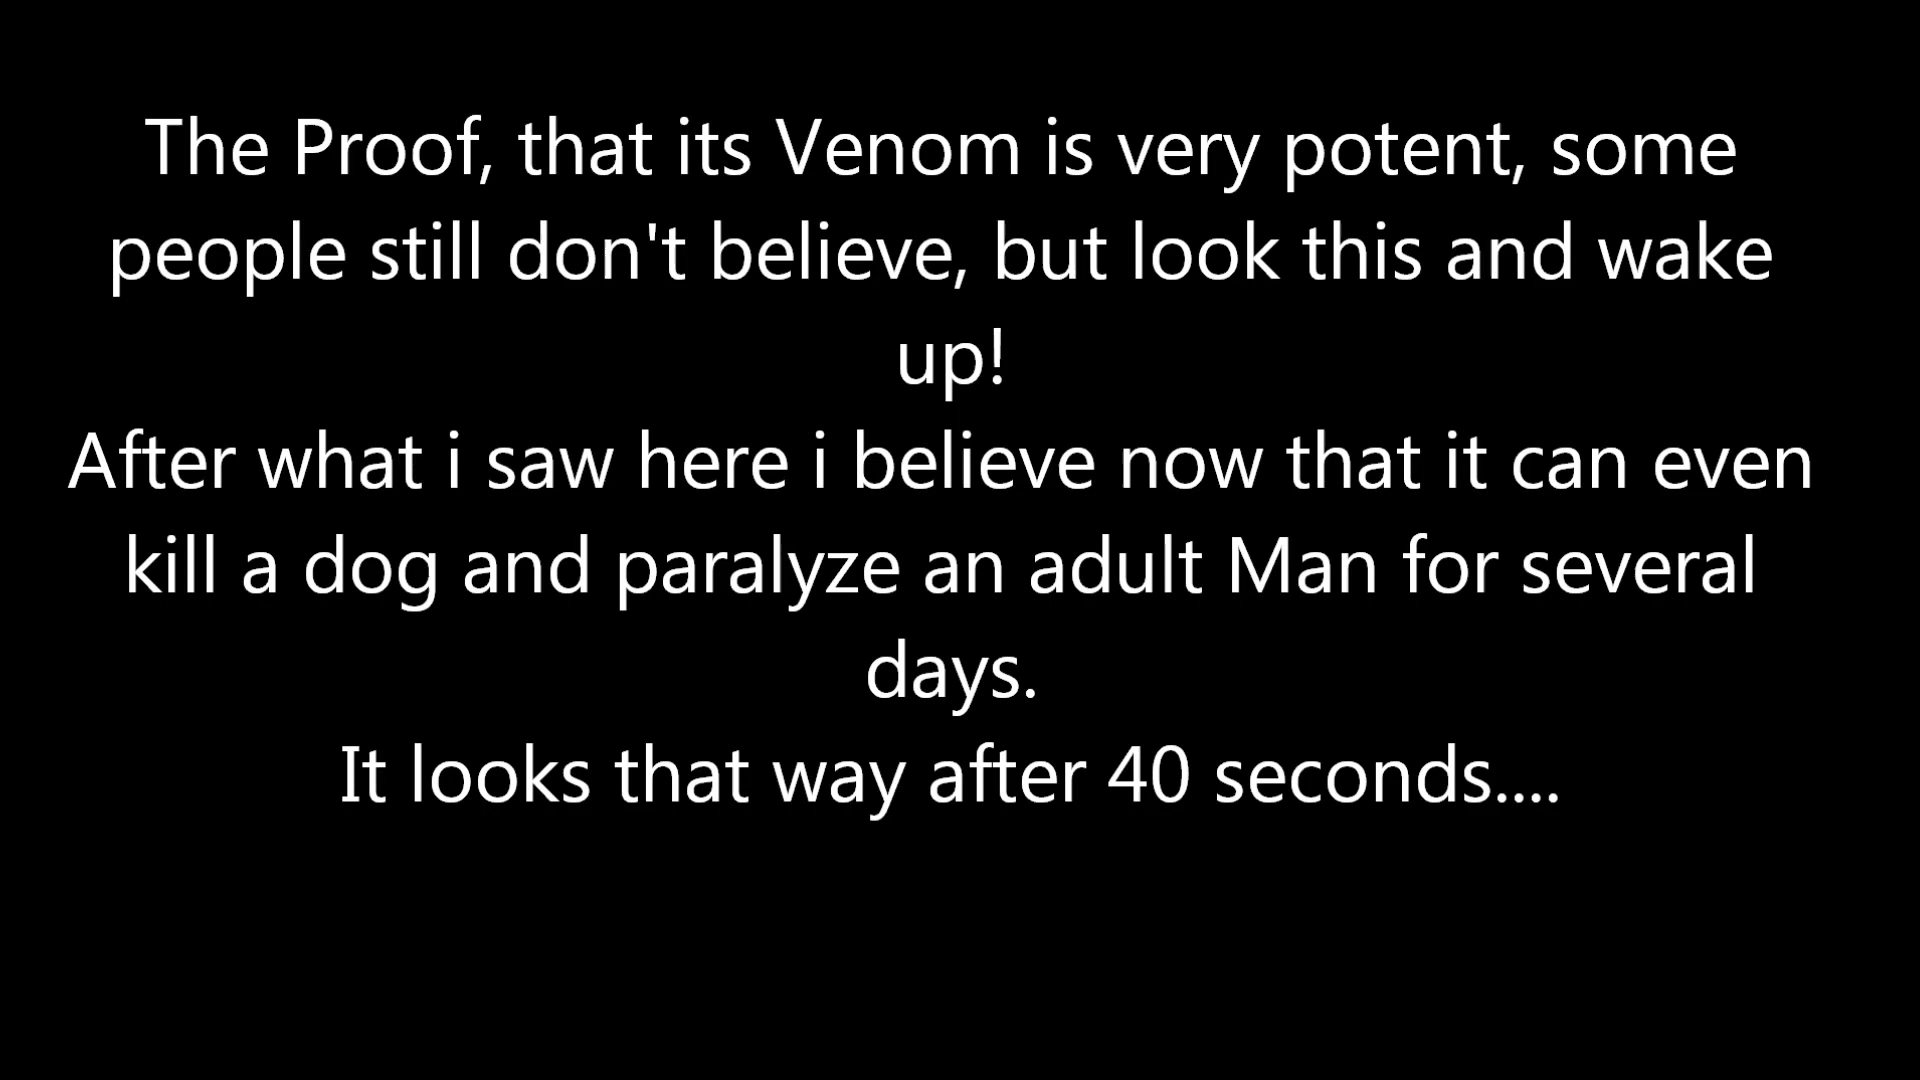 The Proof, that its Venom is very potent, some
people still don't believe, but look this and wake
up!
After what i saw here i believe now that it can even
kill a dog and paralyze an adult Man for several
days.
It looks that way after 40 seconds....